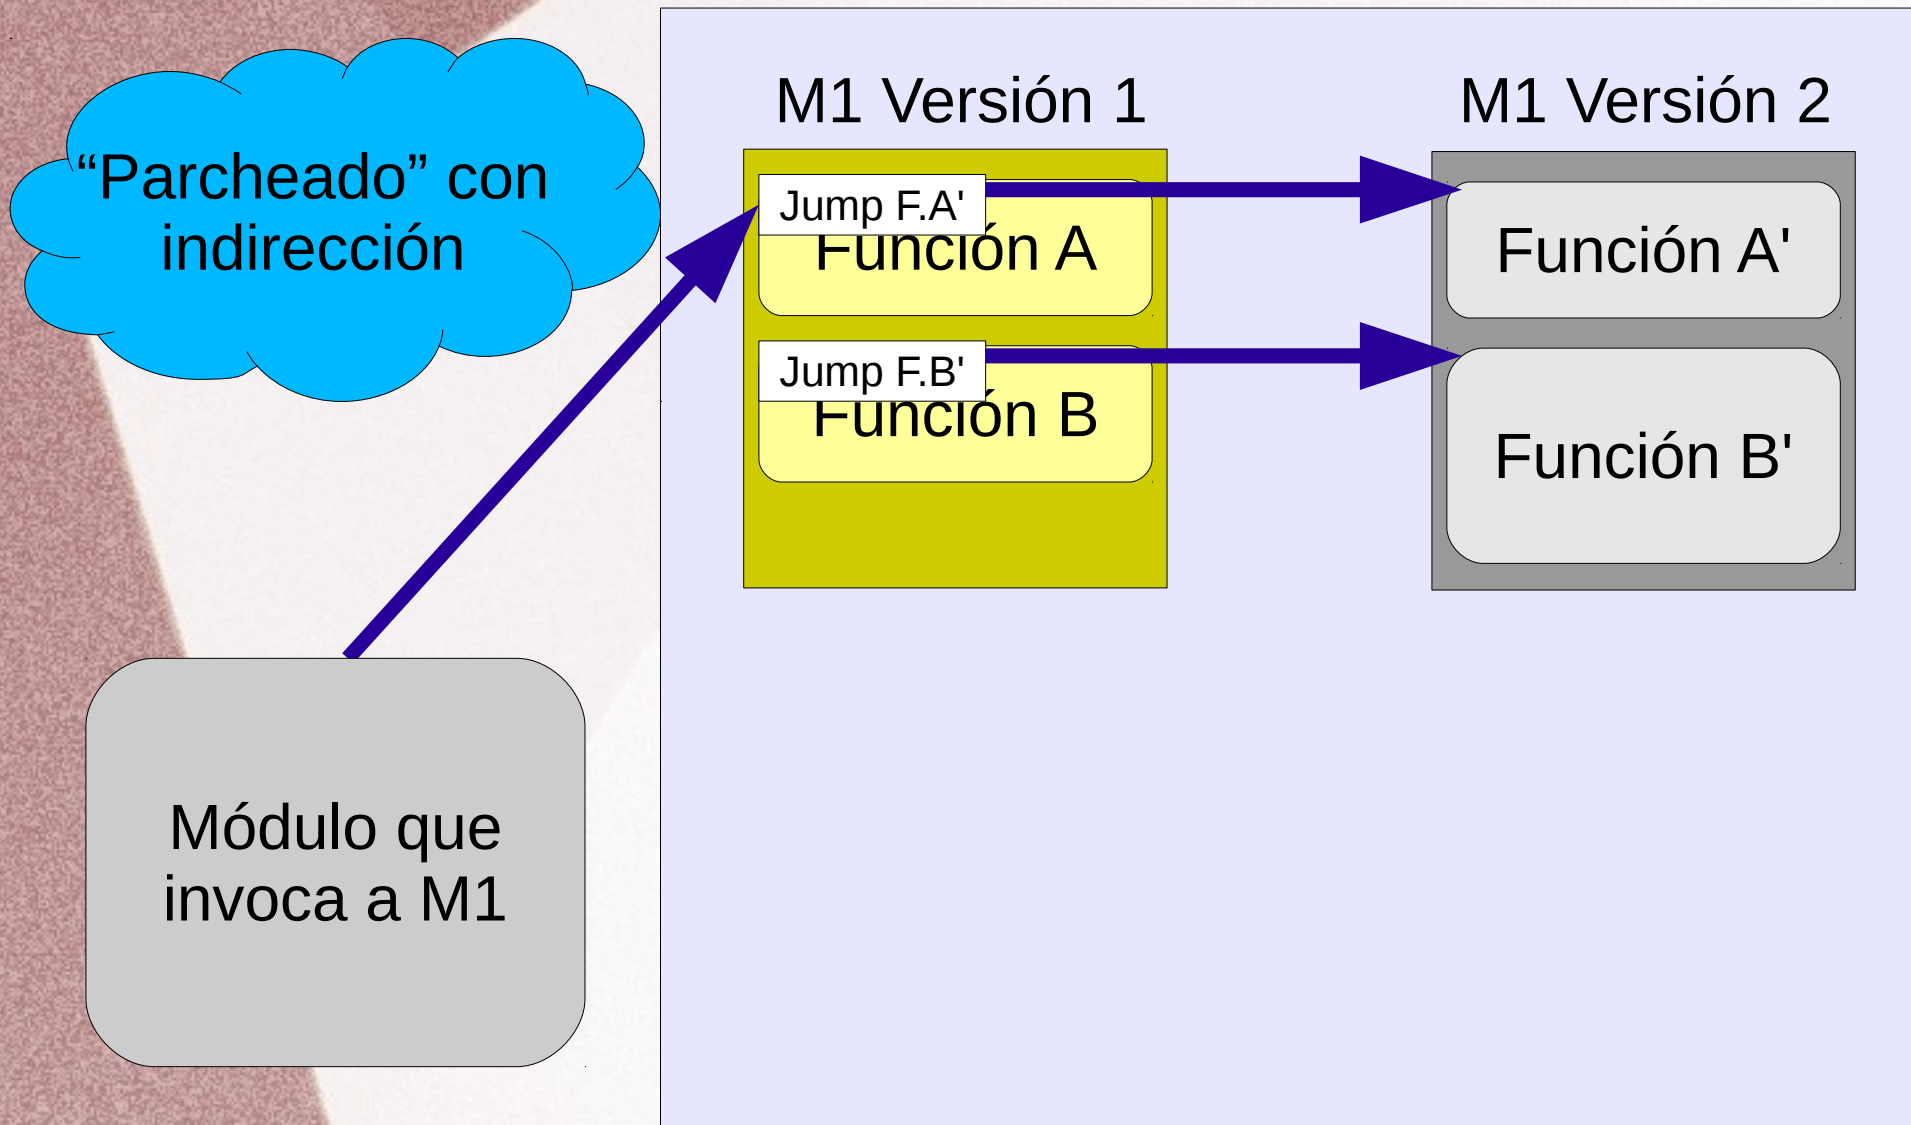 “Parcheado” con
indirección
M1 Versión 1
M1 Versión 2
Jump F.A'
Función A
Función A'
Jump F.B'
Función B
Función B'
Módulo que
invoca a M1